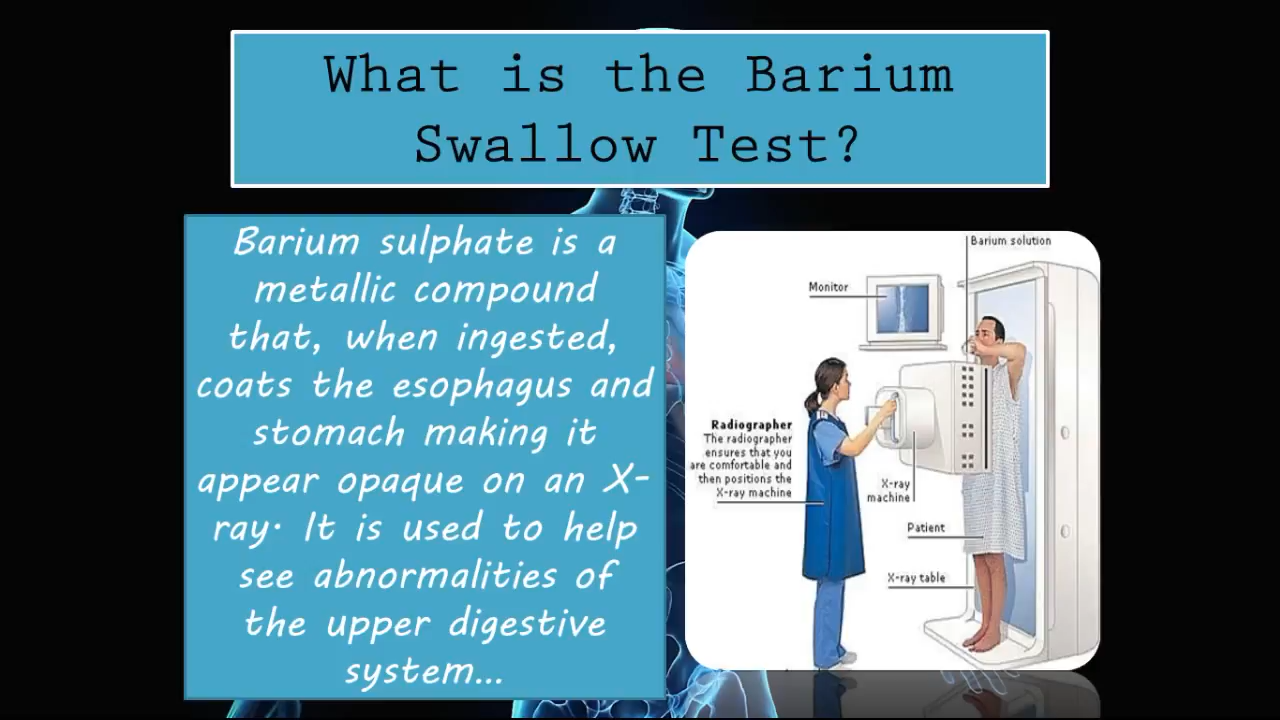 What is the Barium
Swallow Test?
Barium sulphate is a
metallic compound
that, when ingested,
coats the esophagus and
stomach making it
appear opaque on an X-
ray. It is used to help
see abnormalities of
the upper digestive
system...
Barium solution
Monitor
Radiographer
The radiographer
ensures that you
are comfortable and
then positions the
X-ray machine
X-ray
machine
Patient
X-ray table